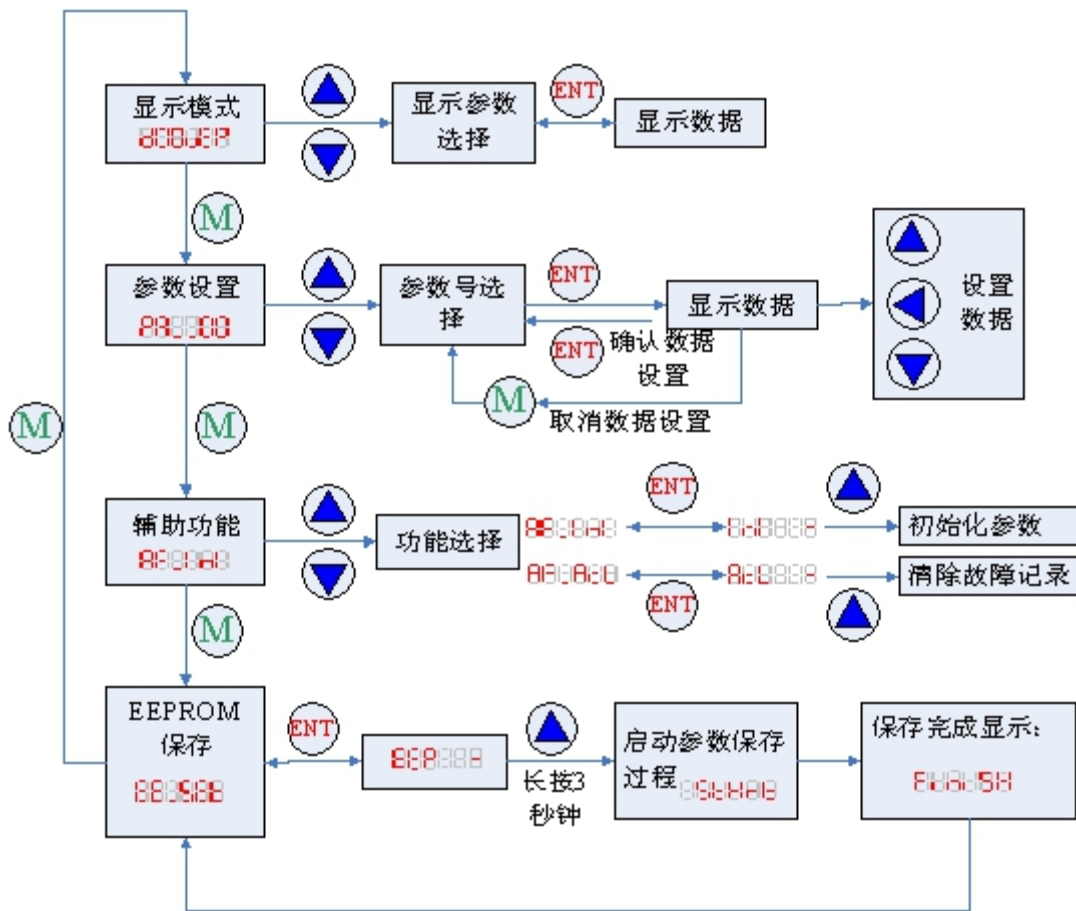 显示模式
显示参数
选择
ENT
显示数据
M
参数设置
参数号选
择
ENT
显示数据
设置
数据
ENT
确认数据
设置
M
取消数据设置
M
M
辅助功能
功能选择
ENT
初始化参数
清除故障记录
ENT
M
EEPROM
保存
ENT
长按3
秒钟
启动参数保存
过程
保存完成显示：